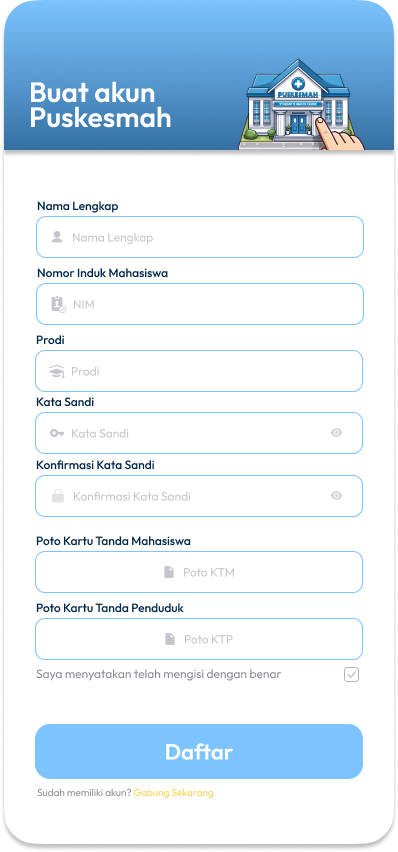 Buat akun
Puskesmah
PUSKESMAH
Nama Lengkap
Nama Lengkap
Nomor Induk Mahasiswa
NIM
Prodi
Prodi
Kata Sandi
Kata Sandi
Konfirmasi Kata Sandi
Konfirmasi Kata Sandi
Poto Kartu Tanda Mahasiswa
Poto KTM
Poto Kartu Tanda Penduduk
Poto KTP
Saya menyatakan telah mengisi dengan benar
Daftar
Sudah memiliki akun? Gabung Sekarang